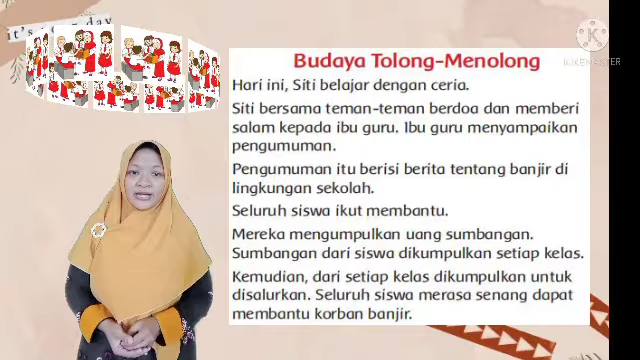 it's day
KINEMASTER
Budaya Tolong-Menolong
Hari ini, Siti belajar dengan ceria.
Siti bersama teman-teman berdoa dan memberi
salam kepada ibu guru. Ibu guru menyampaikan
pengumuman.
Pengumuman itu berisi berita tentang banjir di
lingkungan sekolah.
Seluruh siswa ikut membantu.
Mereka mengumpulkan uang sumbangan.
Sumbangan dari siswa dikumpulkan setiap kelas.
Kemudian, dari setiap kelas dikumpulkan untuk
disalurkan. Seluruh siswa merasa senang dapat
membantu korban banjir.